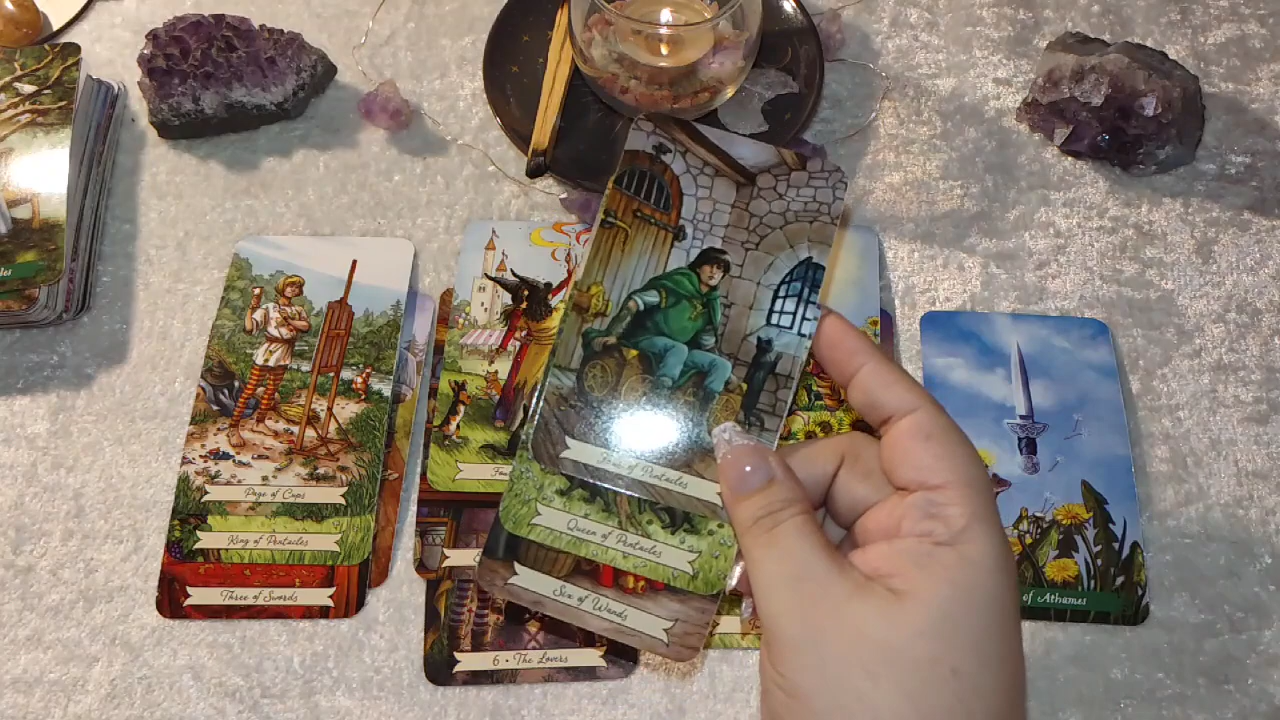 Page of Cups
King of Pentacles
Three of Swords
6 • The Lovers
Four of Pentacles
Queen of Pentacles
Six of Wands
of Athames